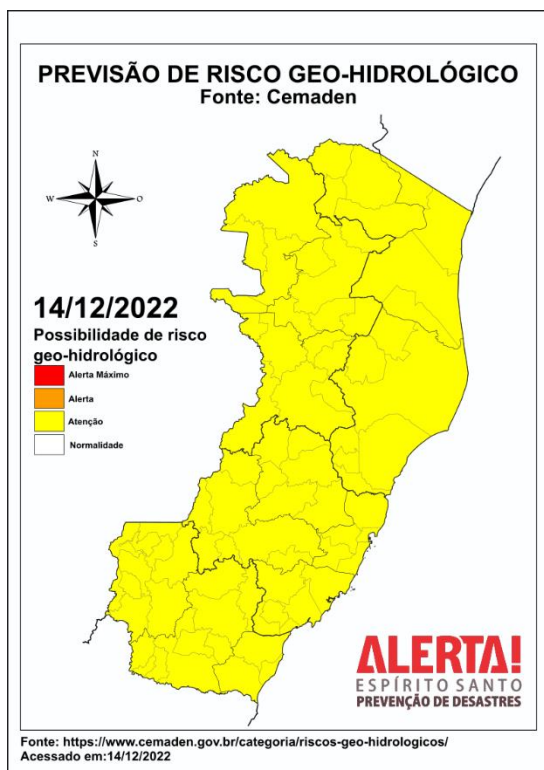 PREVISÃO DE RISCO GEO-HIDROLÓGICO
Fonte: Cemaden
N
W
O
S
14/12/2022
Possibilidade de risco
geo-hidrológico
Alerta Máximo
Alerta
Atenção
Normalidade
ALERTA!
ESPÍRITO SANTO
PREVENÇÃO DE DESASTRES
Fonte: https://www.cemaden.gov.br/categoria/riscos-geo-hidrologicos/
Acessado em:14/12/2022